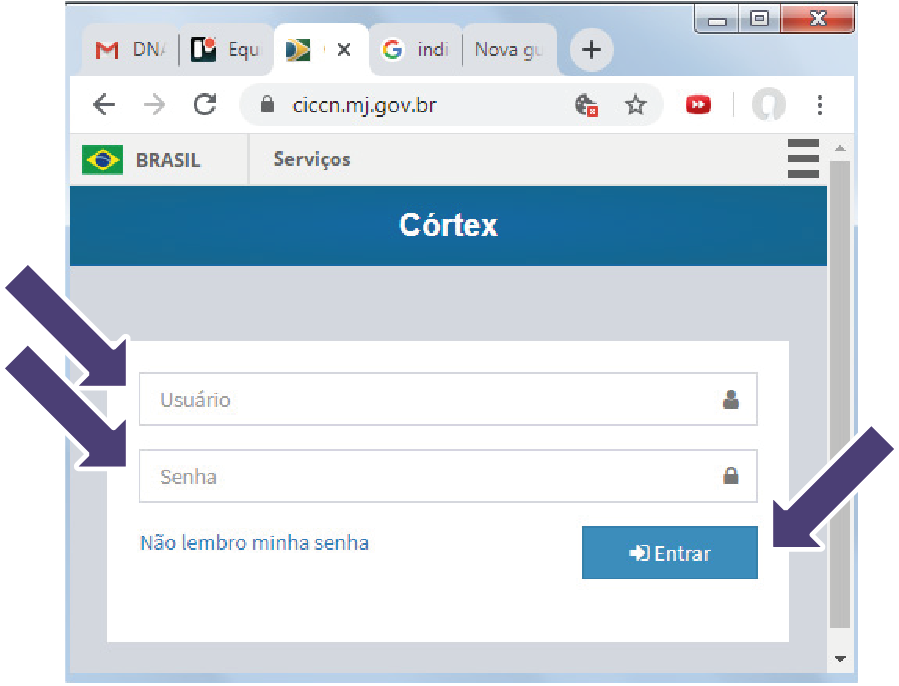 DNA Equ indi Nova gu
ciccn.mj.gov.br
BRASIL Serviços
Córtex
Usuário
Senha
Não lembro minha senha
Entrar